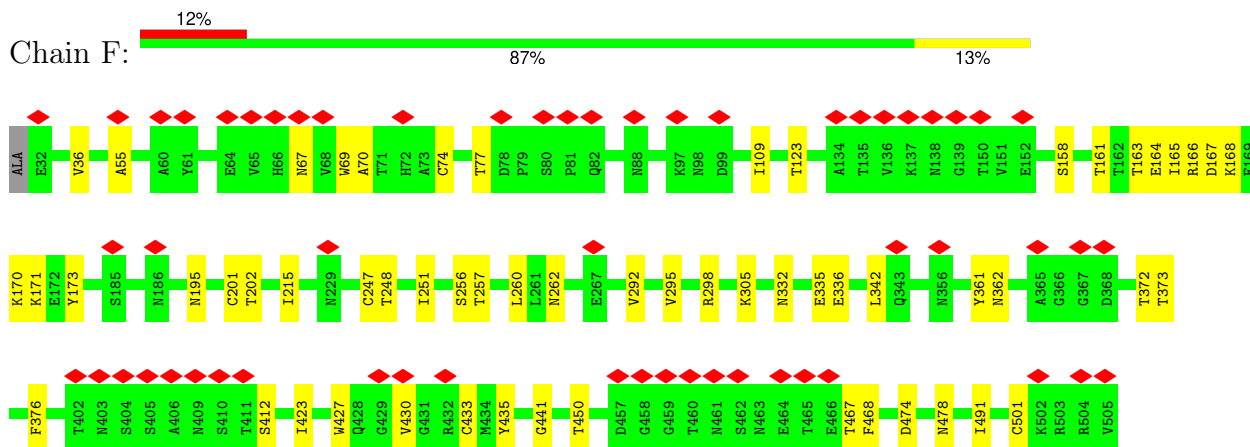 12%
Chain F:
87% 13%
ALA E32 V36 A55 A60 Y61 E64 V65 H66 N67 V68 W69 A70 T71 H72 A73 C74 T77 D78 P79 S80 P81 Q82 N88 K97 N98 D99 I109 T123 A134 T135 V136 K137 N138 G139 T150 V151 E152 S158 T161 T162 T163 E164 I165 R166 D167 K168 E169
K170 K171 E172 Y173 S185 N186 N195 C201 T202 I215 N229 C247 T248 I251 S256 T257 L260 L261 N262 E267 V292 V295 R298 K305 N332 E335 E336 L342 Q343 N356 Y361 N362 A365 G366 G367 D368 T372 T373
F376 T402 N403 S404 S405 A406 N409 S410 T411 S412 I423 W427 Q428 G429 V430 G431 R432 C433 M434 Y435 G441 T450 D457 G458 G459 T460 N461 S462 N463 E464 T465 E466 T467 F468 D474 N478 I491 C501 K502 R503 R504 V505